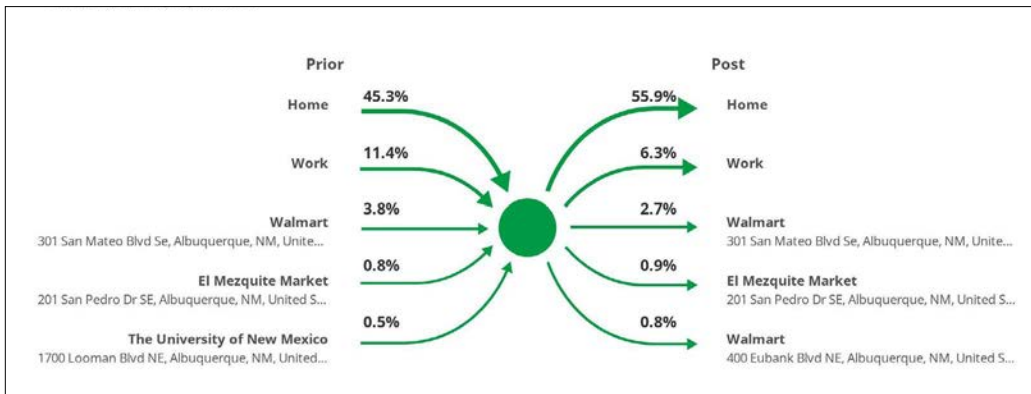 Prior
Post
Home
45.3%
55.9%
Home
Work
11.4%
6.3%
Work
Walmart
301 San Mateo Blvd Se, Albuquerque, NM, Unite...
3.8%
2.7%
Walmart
301 San Mateo Blvd Se, Albuquerque, NM, Unite...
El Mezquite Market
201 San Pedro Dr SE, Albuquerque, NM, United S...
0.8%
0.9%
El Mezquite Market
201 San Pedro Dr SE, Albuquerque, NM, United S...
The University of New Mexico
1700 Looman Blvd NE, Albuquerque, NM, United...
0.5%
0.8%
Walmart
400 Eubank Blvd NE, Albuquerque, NM, United S...